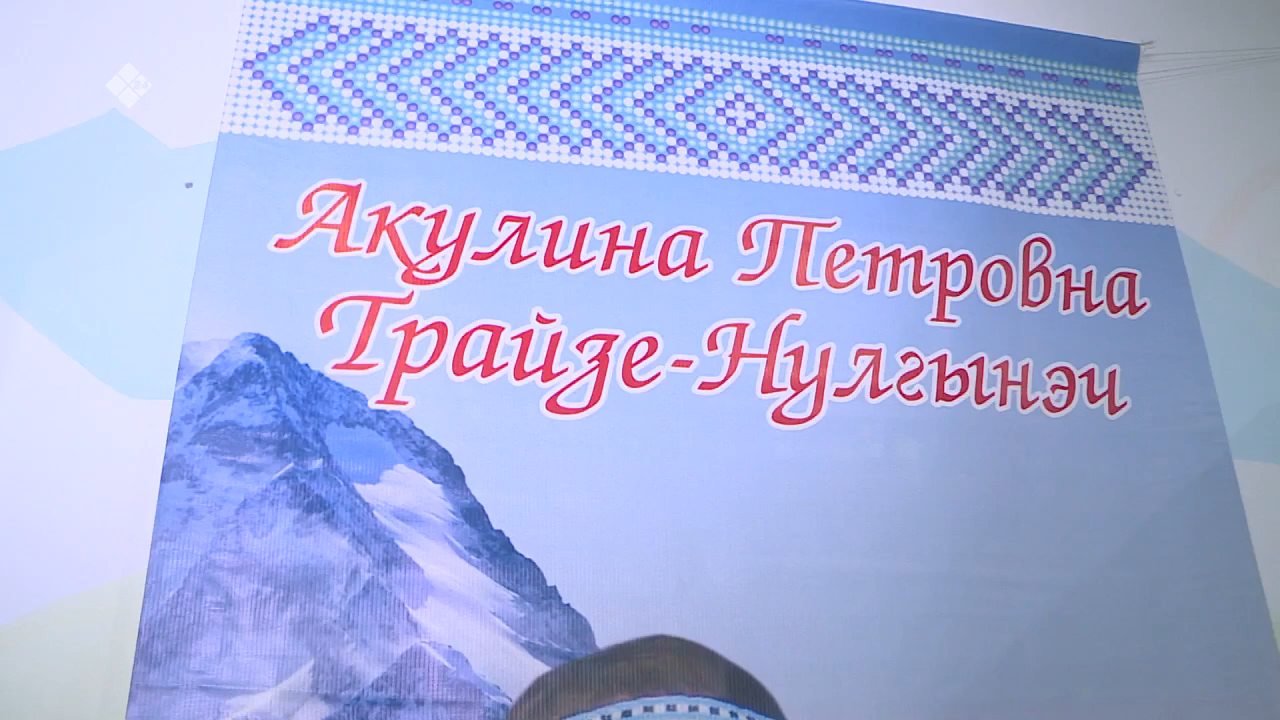 Акулина Петровна
Трайзе-Нулгынэч